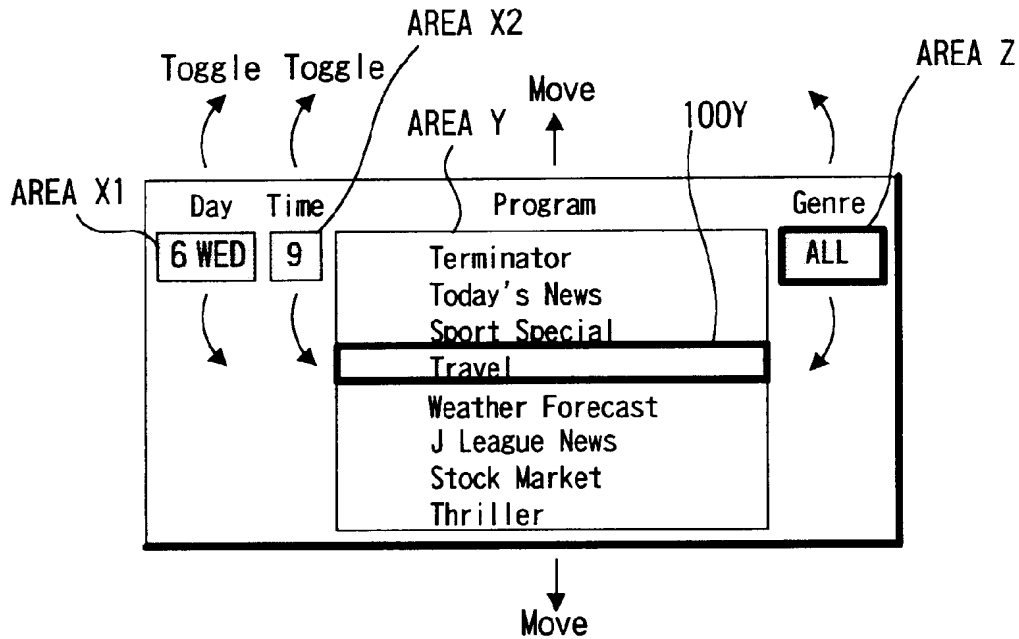 AREA X2
AREA Z
Toggle Toggle
Move
100Y
AREA Y
AREA X1
Day Time Program Genre
6 WED 9 ALL
Terminator
Today's News
Sport Special
Travel
Weather Forecast
J League News
Stock Market
Thriller
Move